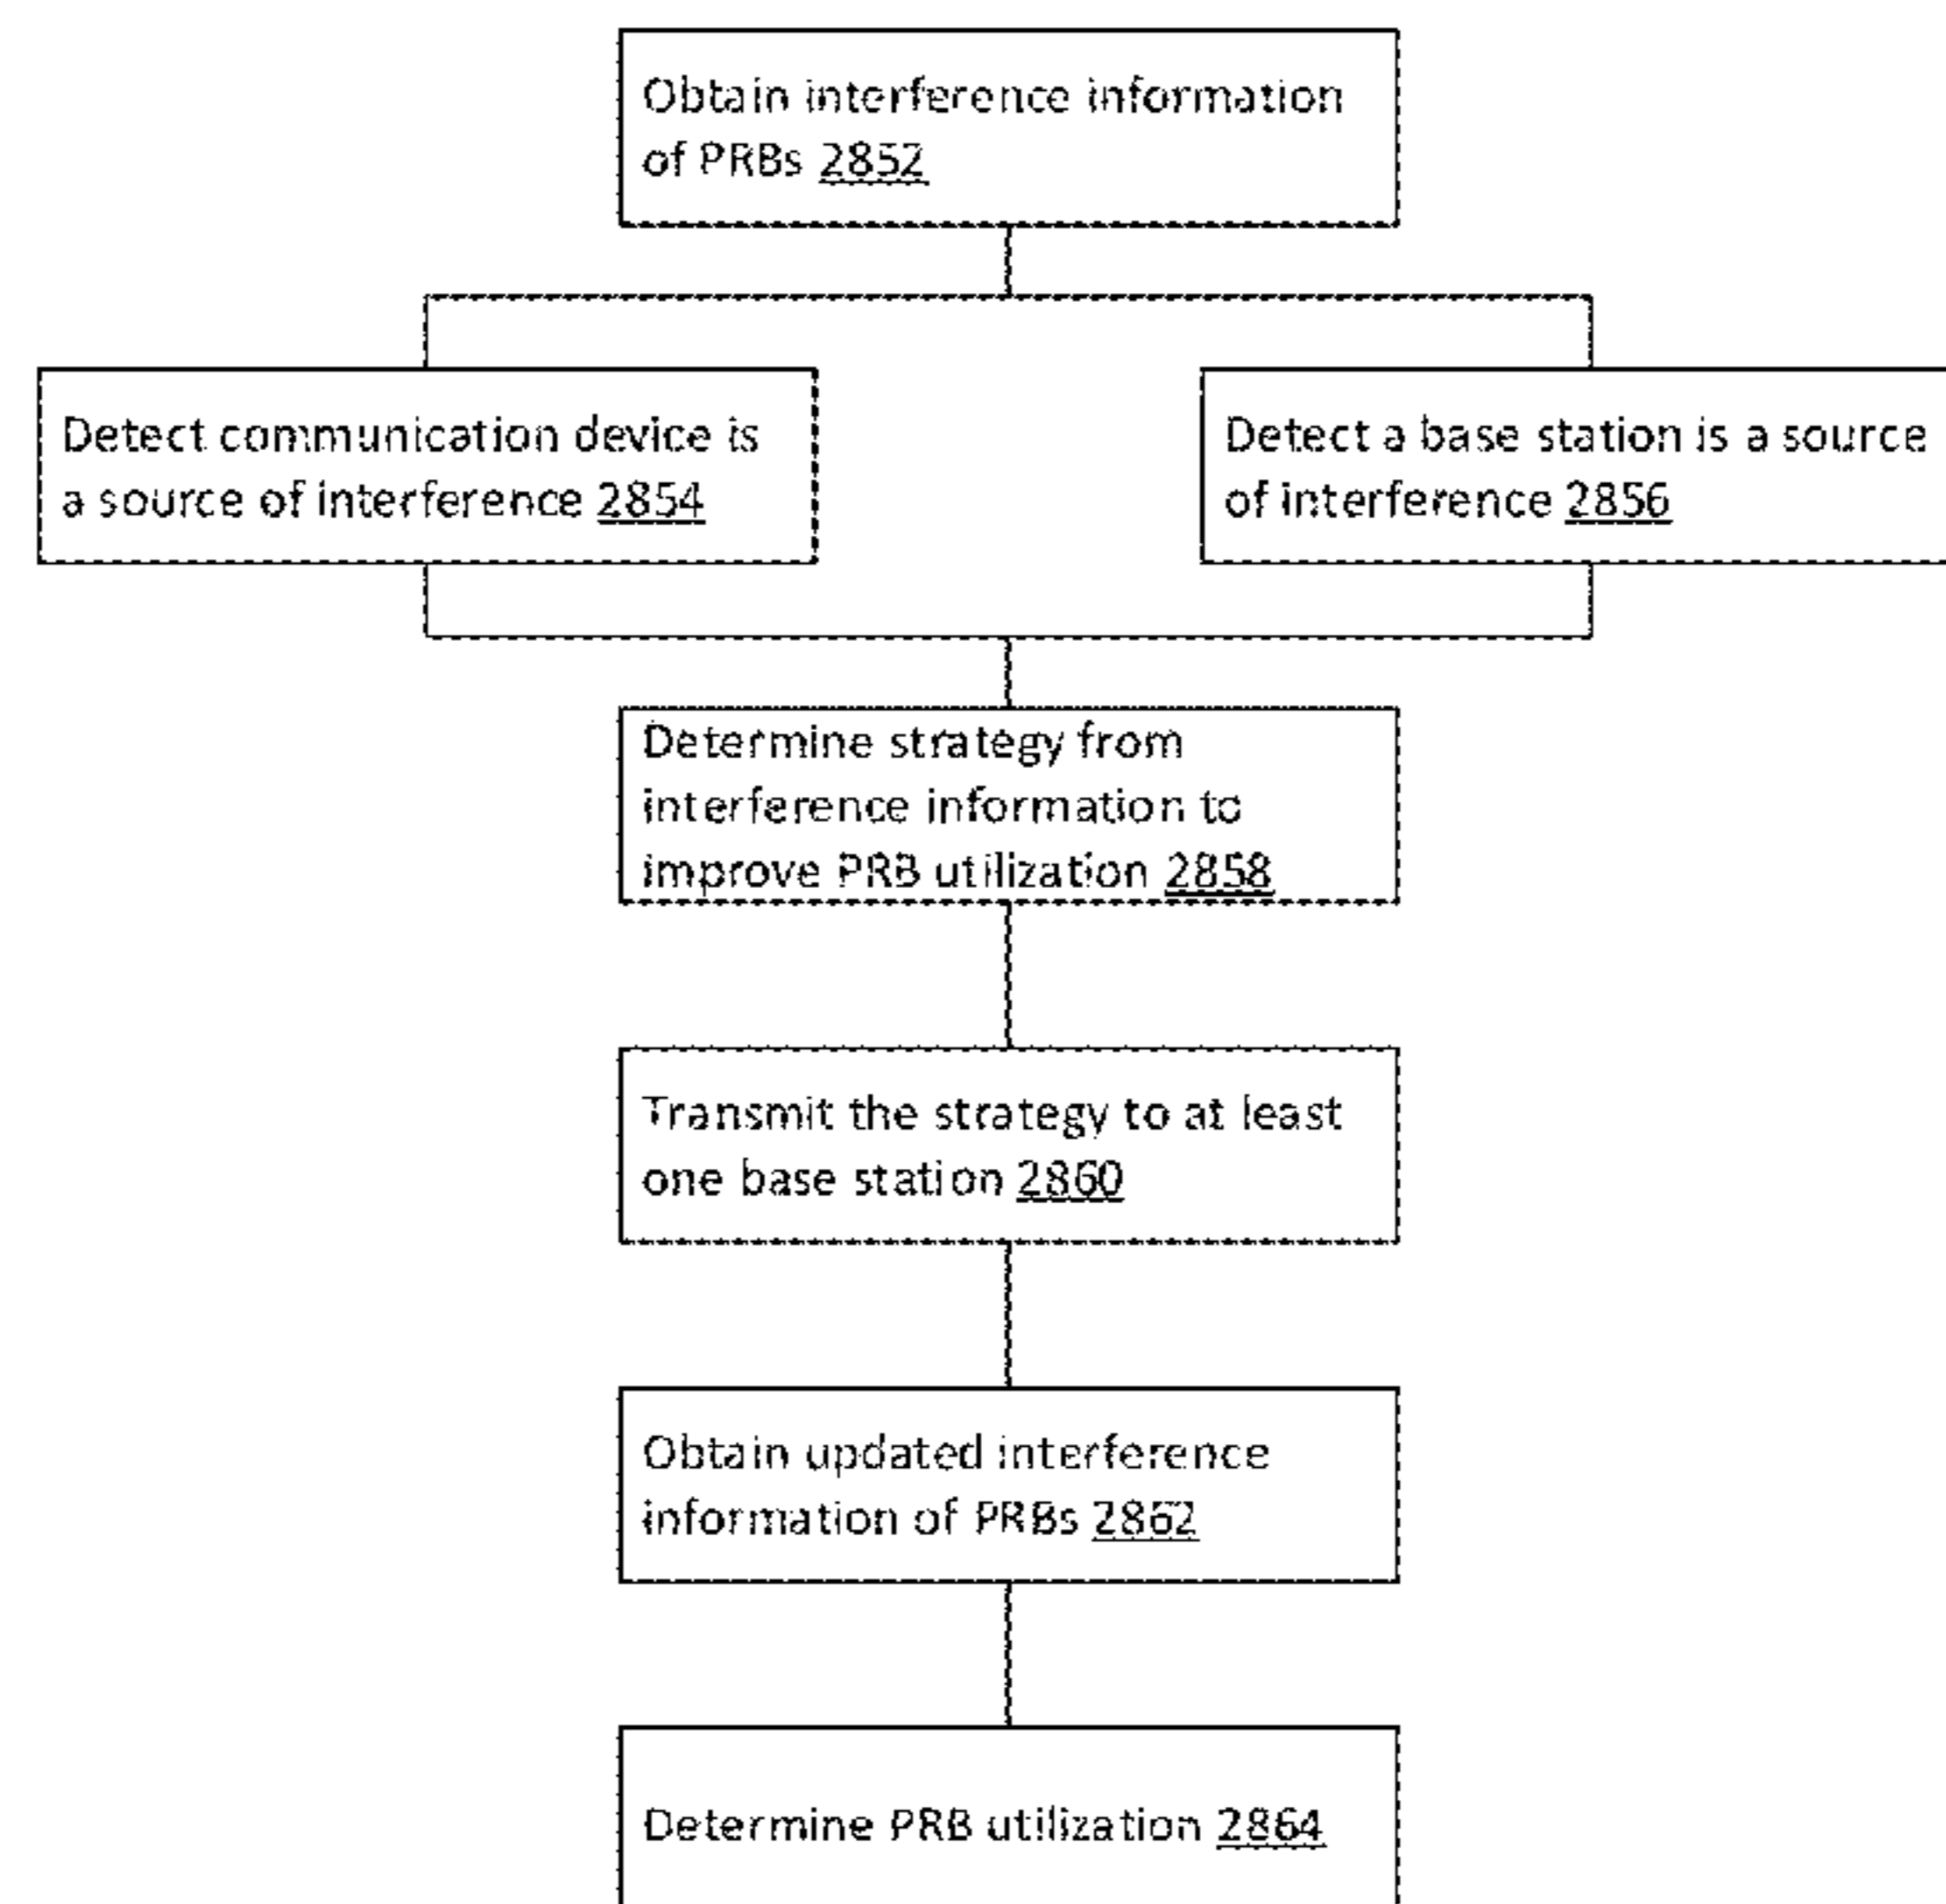 Obtain interference information
of PRBs 2852
Detect communication device is
a source of interference 2854
Detect a base station is a source
of interference 2856
Determine strategy from
interference information to
improve PRB utilization 2858
Transmit the strategy to at least
one base station 2860
Obtain updated interference
information of PRBs 2862
Determine PRB utilization 2864